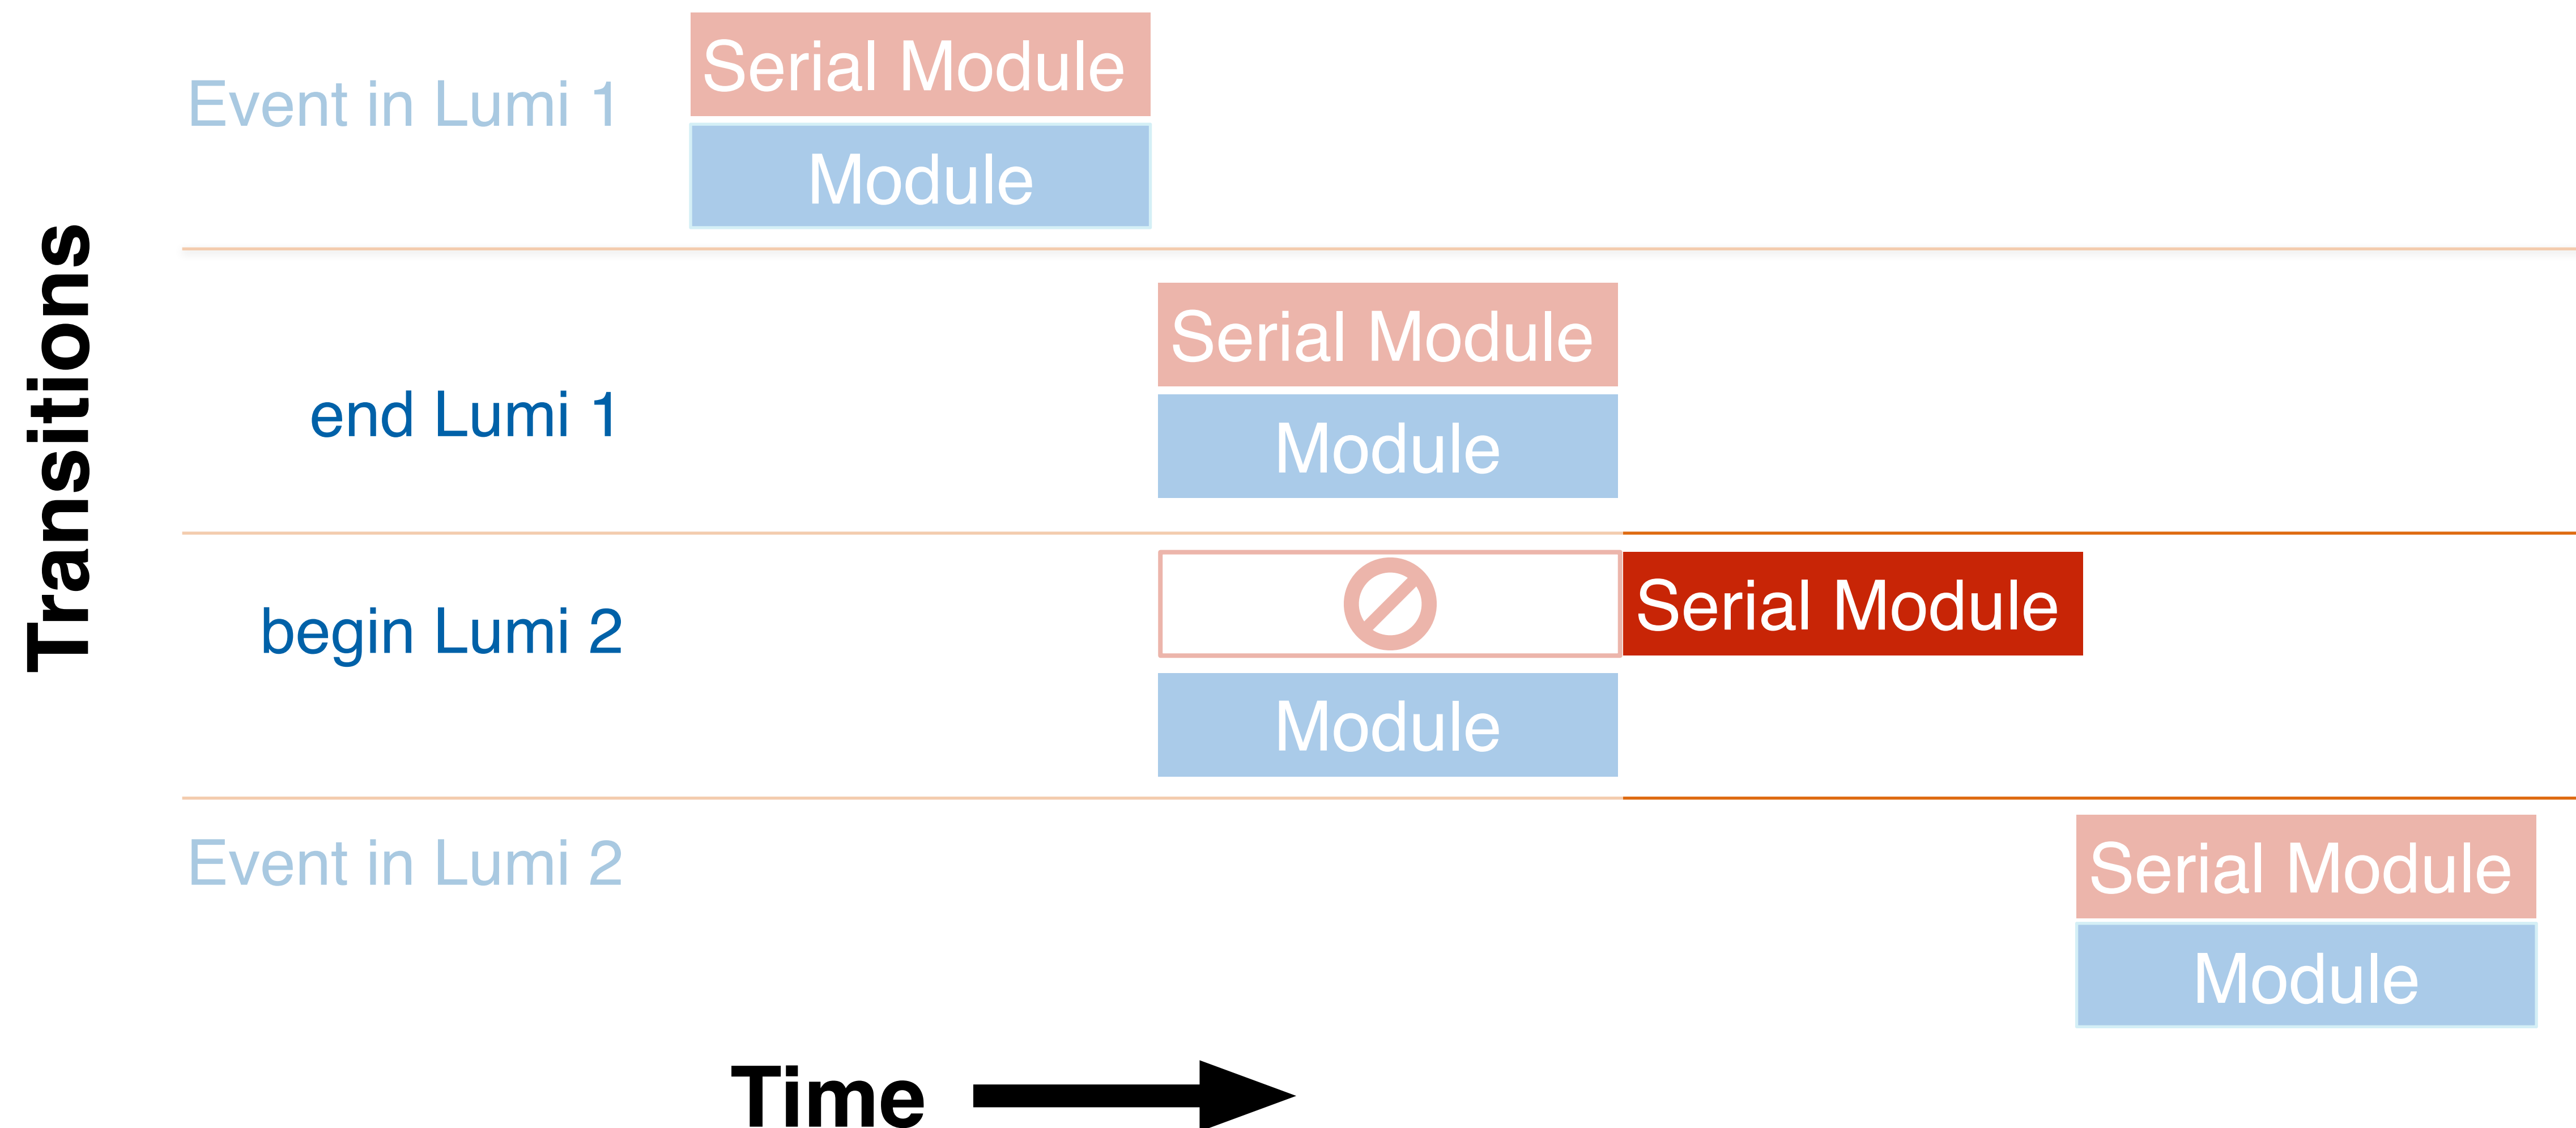 Transitions
Event in Lumi 1
Serial Module
Module
end Lumi 1
Serial Module
Module
begin Lumi 2
Serial Module
Module
Event in Lumi 2
Serial Module
Module
Time